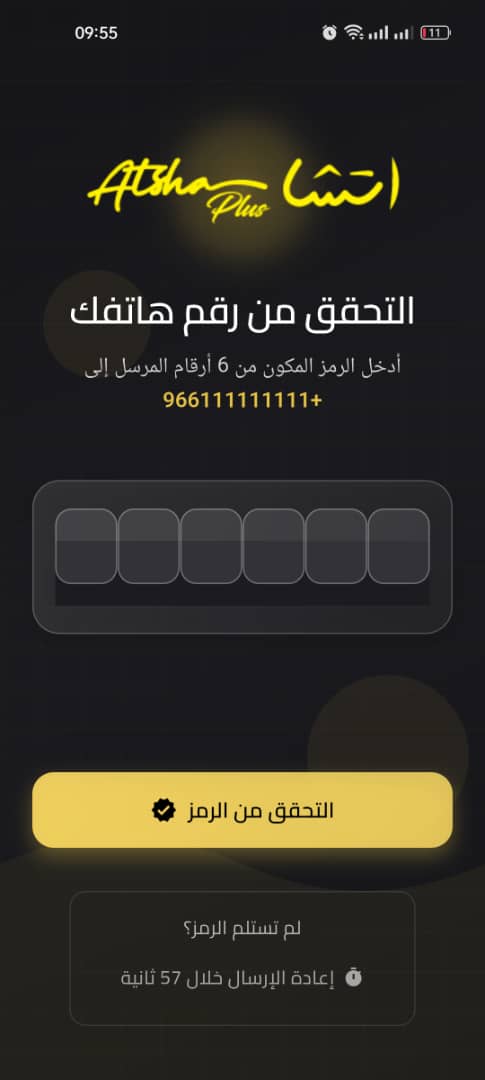 09:55
11
Atsha اتشا
Plus
التحقق من رقم هاتفك
أدخل الرمز المكون من 6 أرقام المرسل إلى
966111111111+
التحقق من الرمز
لم تستلم الرمز؟
إعادة الإرسال خلال 57 ثانية